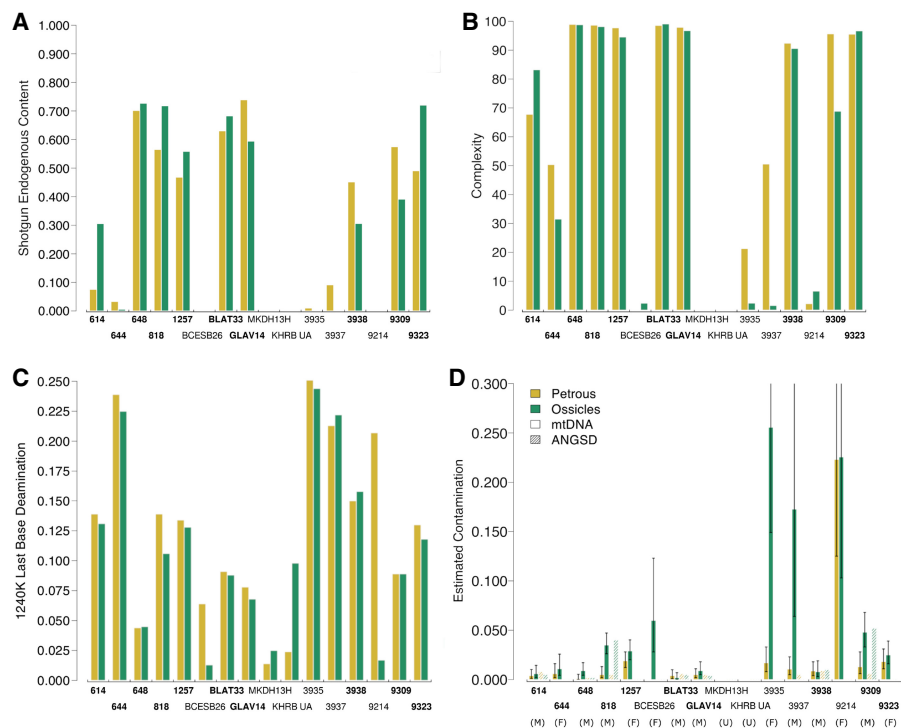 A
Shotgun Endogenous Content
1.000
0.900
0.800
0.700
0.600
0.500
0.400
0.300
0.200
0.100
0.000
614 648 1257 BLAT33 MKDH13H 3935 3938 9309
644 818 BCESB26 GLAV14 KHRB UA 3937 9214 9323
B
Complexity
100
90
80
70
60
50
40
30
20
10
0
614 648 1257 BLAT33 MKDH13H 3935 3938 9309
644 818 BCESB26 GLAV14 KHRB UA 3937 9214 9323
C
1240K Last Base Deamination
0.250
0.225
0.200
0.175
0.150
0.125
0.100
0.075
0.050
0.025
0.000
614 648 1257 BLAT33 MKDH13H 3935 3938 9309
644 818 BCESB26 GLAV14 KHRB UA 3937 9214 9323
D
Estimated Contamination
0.300
0.250
0.200
0.150
0.100
0.050
0.000
Petrous
Ossicles
mtDNA
ANGSD
614 648 1257 BLAT33 MKDH13H 3935 3938 9309
644 818 BCESB26 GLAV14 KHRB UA 3937 9214 9323
(M) (F) (M) (M) (F) (F) (M) (M) (U) (U) (F) (M) (M) (F) (M) (F)